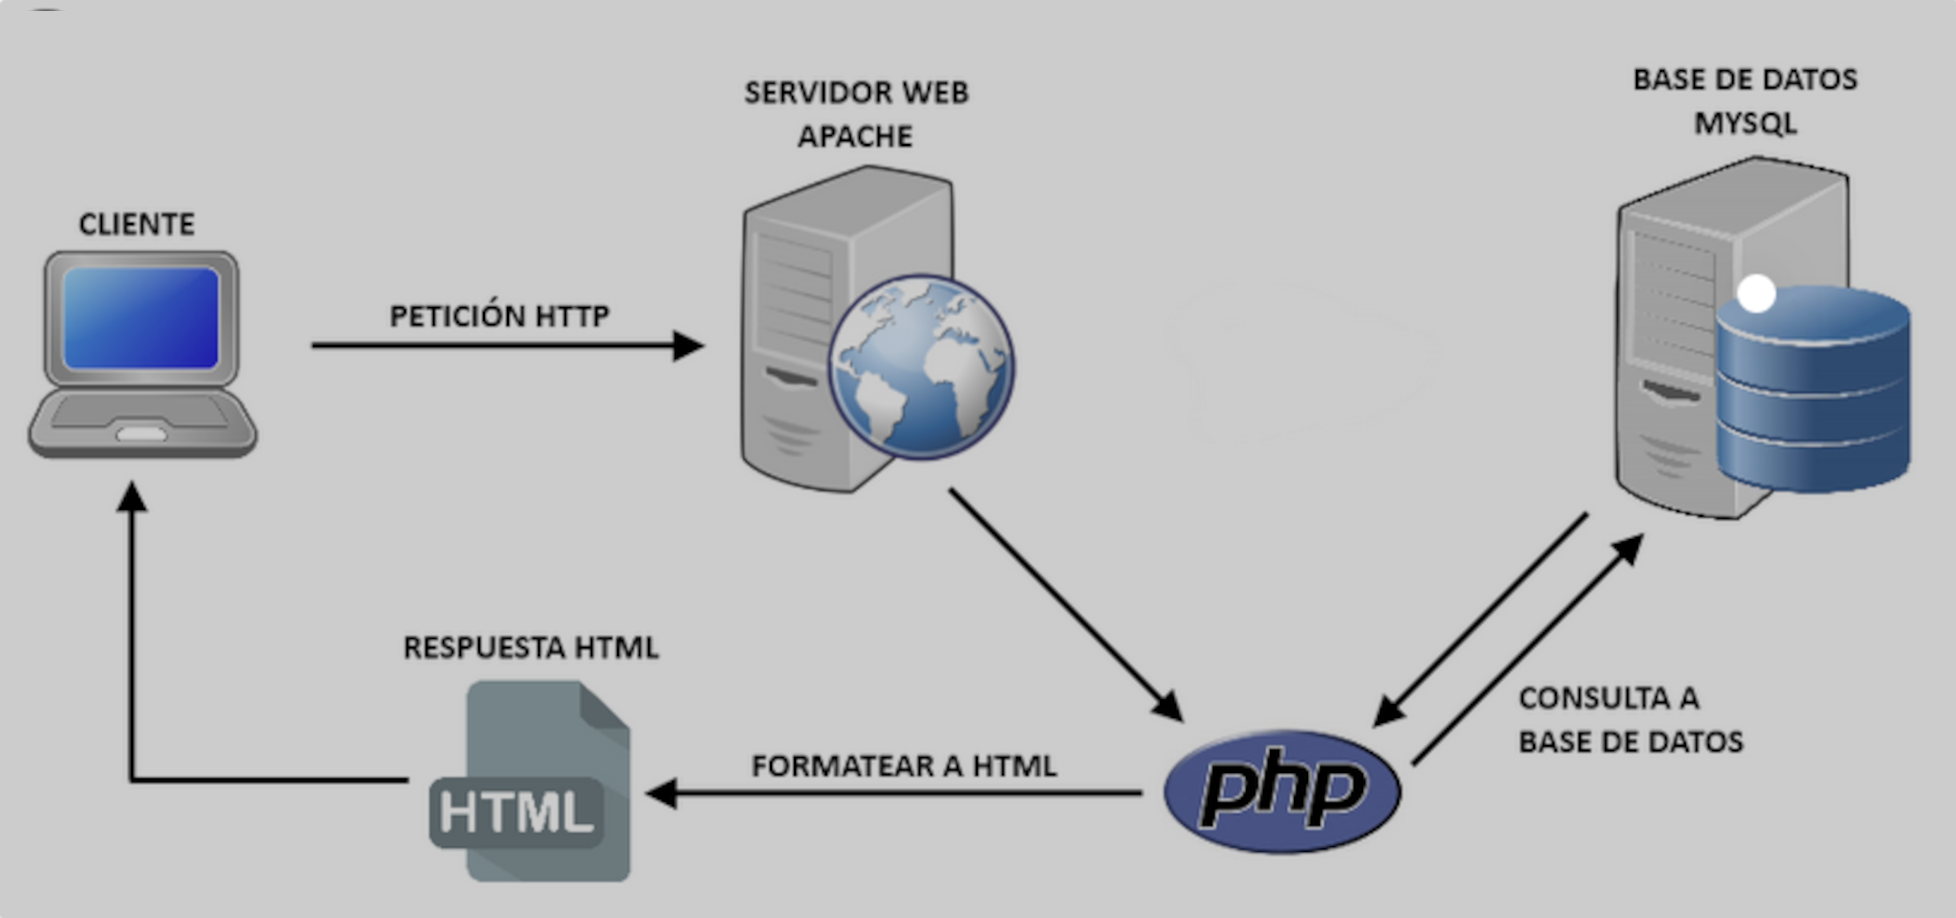 SERVIDOR WEB
APACHE
BASE DE DATOS
MYSQL
CLIENTE
PETICIÓN HTTP
RESPUESTA HTML
HTML
FORMATEAR A HTML
php
CONSULTA A
BASE DE DATOS